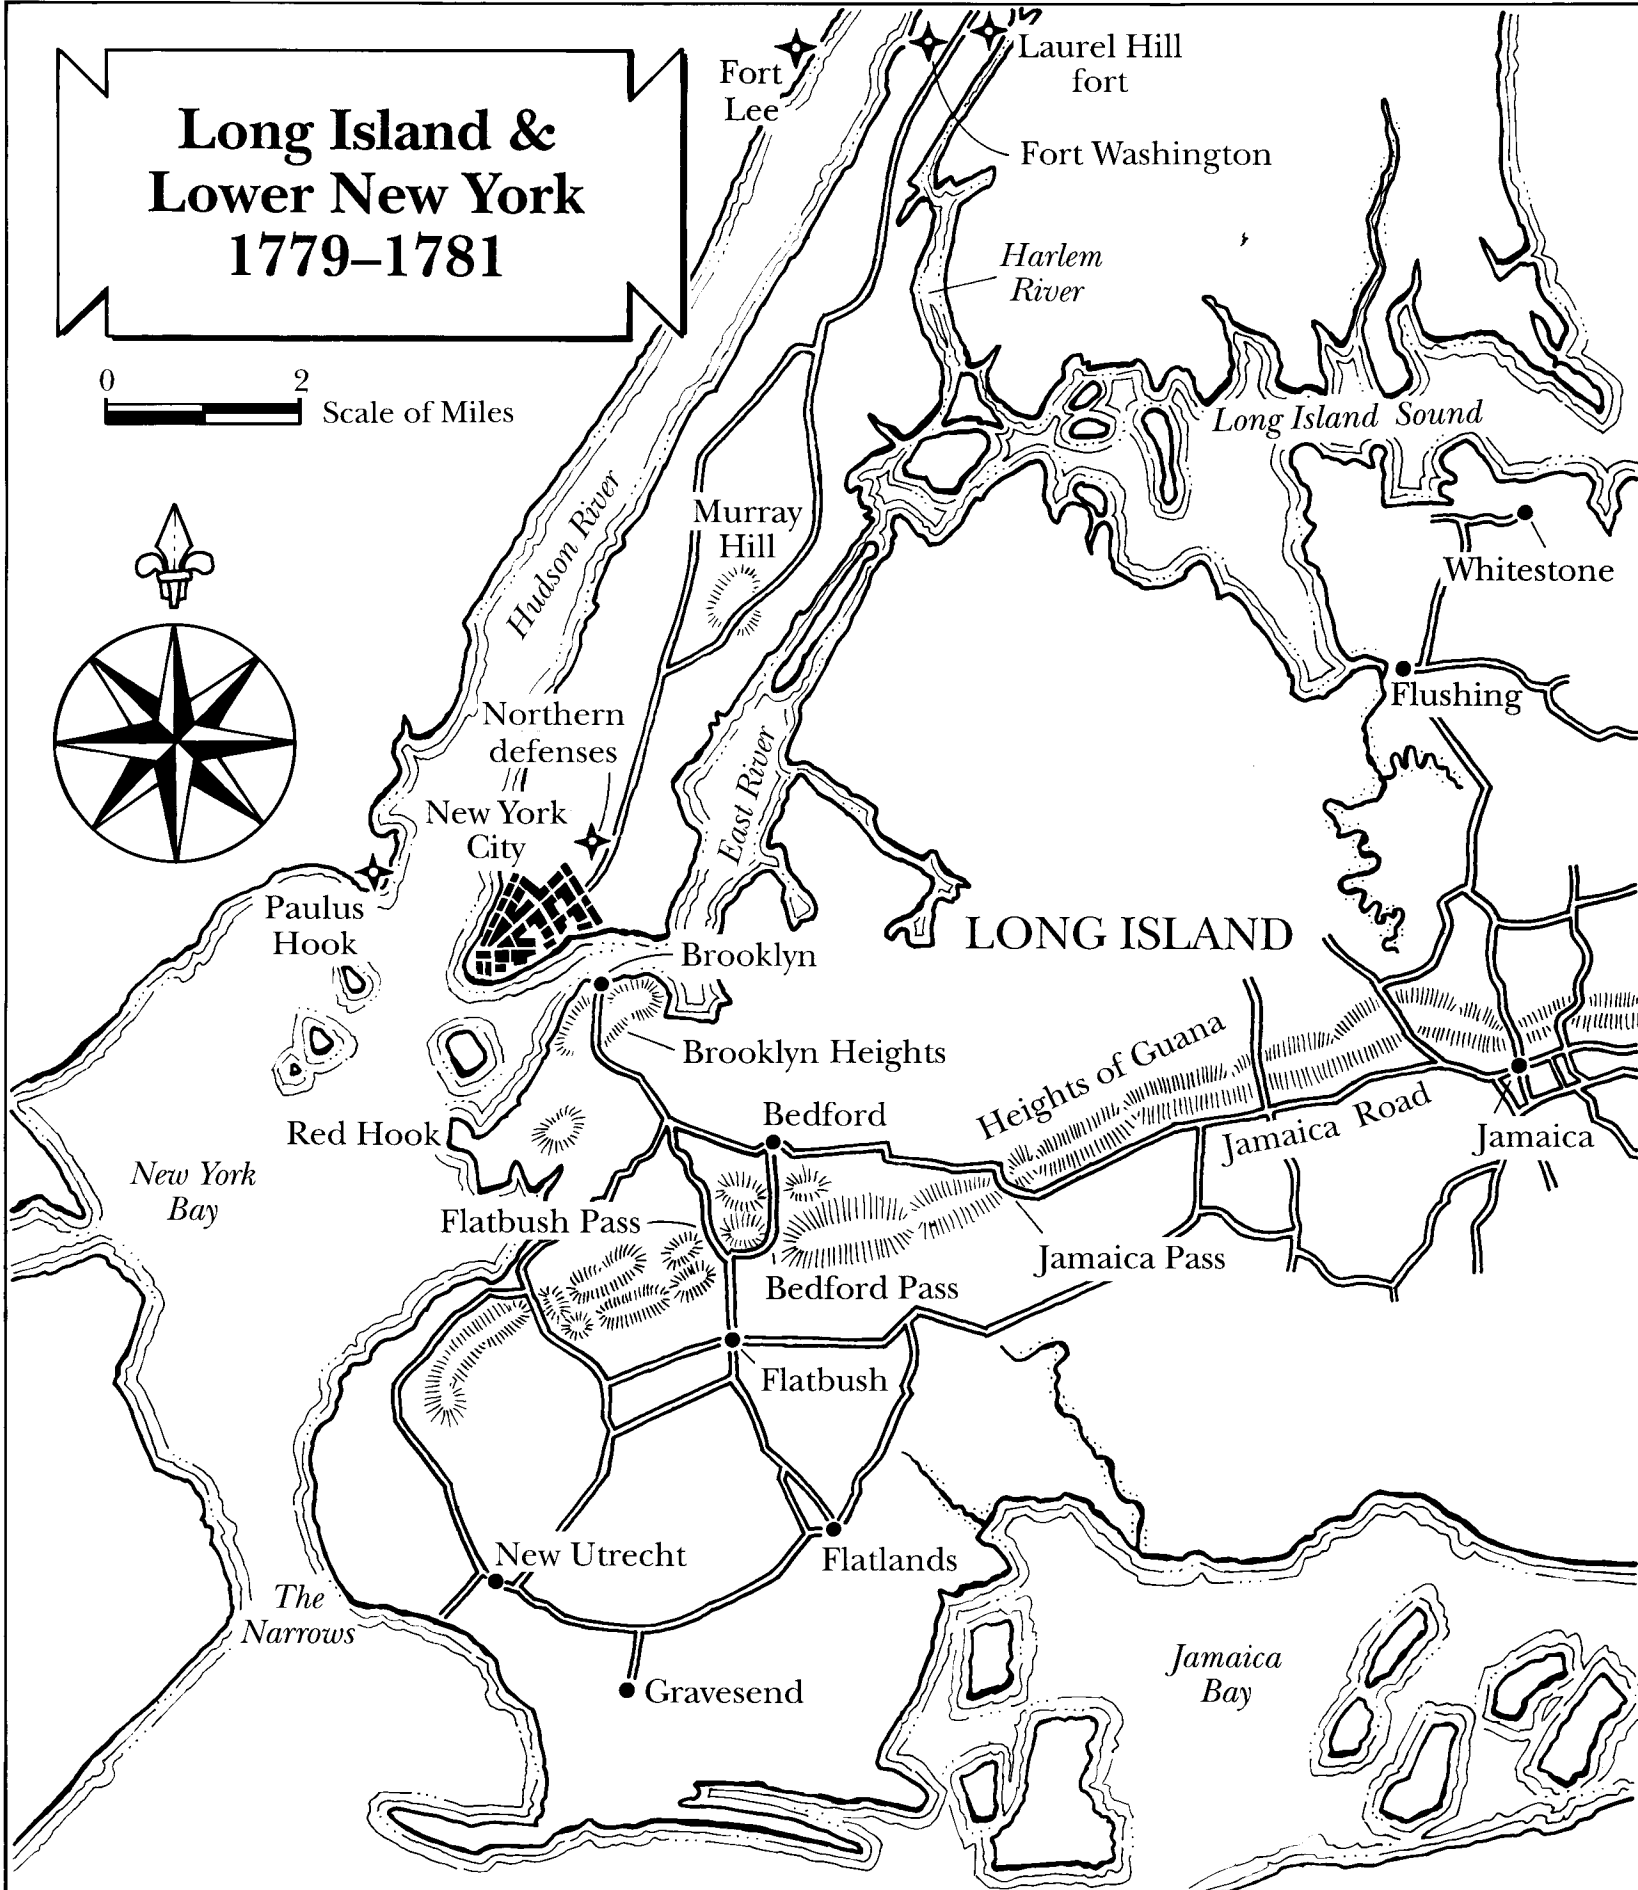 Long Island &
Lower New York
1779–1781
0 2
Scale of Miles
Fort
Lee
Laurel Hill
fort
Fort Washington
Harlem
River
Long Island Sound
Hudson River
Murray
Hill
Whitestone
Flushing
Northern
defenses
New York
City
East River
Paulus
Hook
LONG ISLAND
Brooklyn
Brooklyn Heights
Heights of Guana
Red Hook
Bedford
Jamaica Road
Jamaica
New York
Bay
Flatbush Pass
Jamaica Pass
Bedford Pass
Flatbush
New Utrecht
Flatlands
The
Narrows
Gravesend
Jamaica
Bay